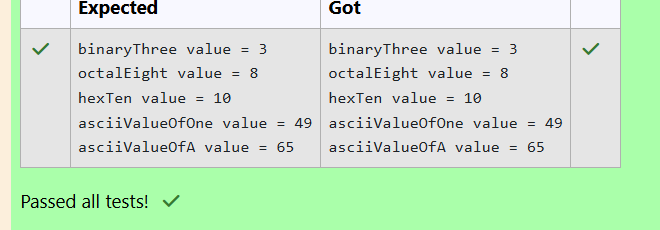 Expected Got
binaryThree value = 3 binaryThree value = 3
octalEight value = 8 octalEight value = 8
hexTen value = 10 hexTen value = 10
asciiValueOfOne value = 49 asciiValueOfOne value = 49
asciiValueOfA value = 65 asciiValueOfA value = 65
Passed all tests!